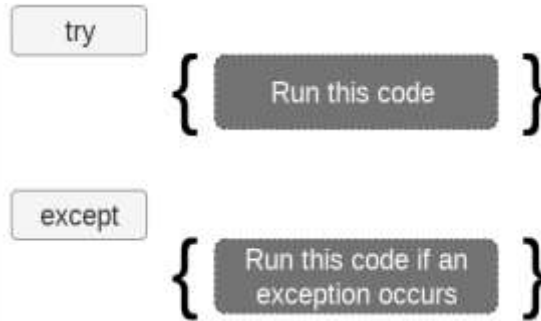 try
{ Run this code }
except
{ Run this code if an
exception occurs }